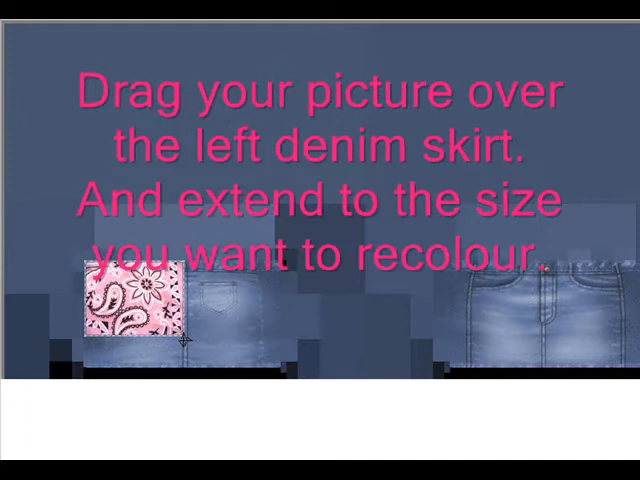 Drag your picture over
the left denim skirt.
And extend to the size
you want to recolour.